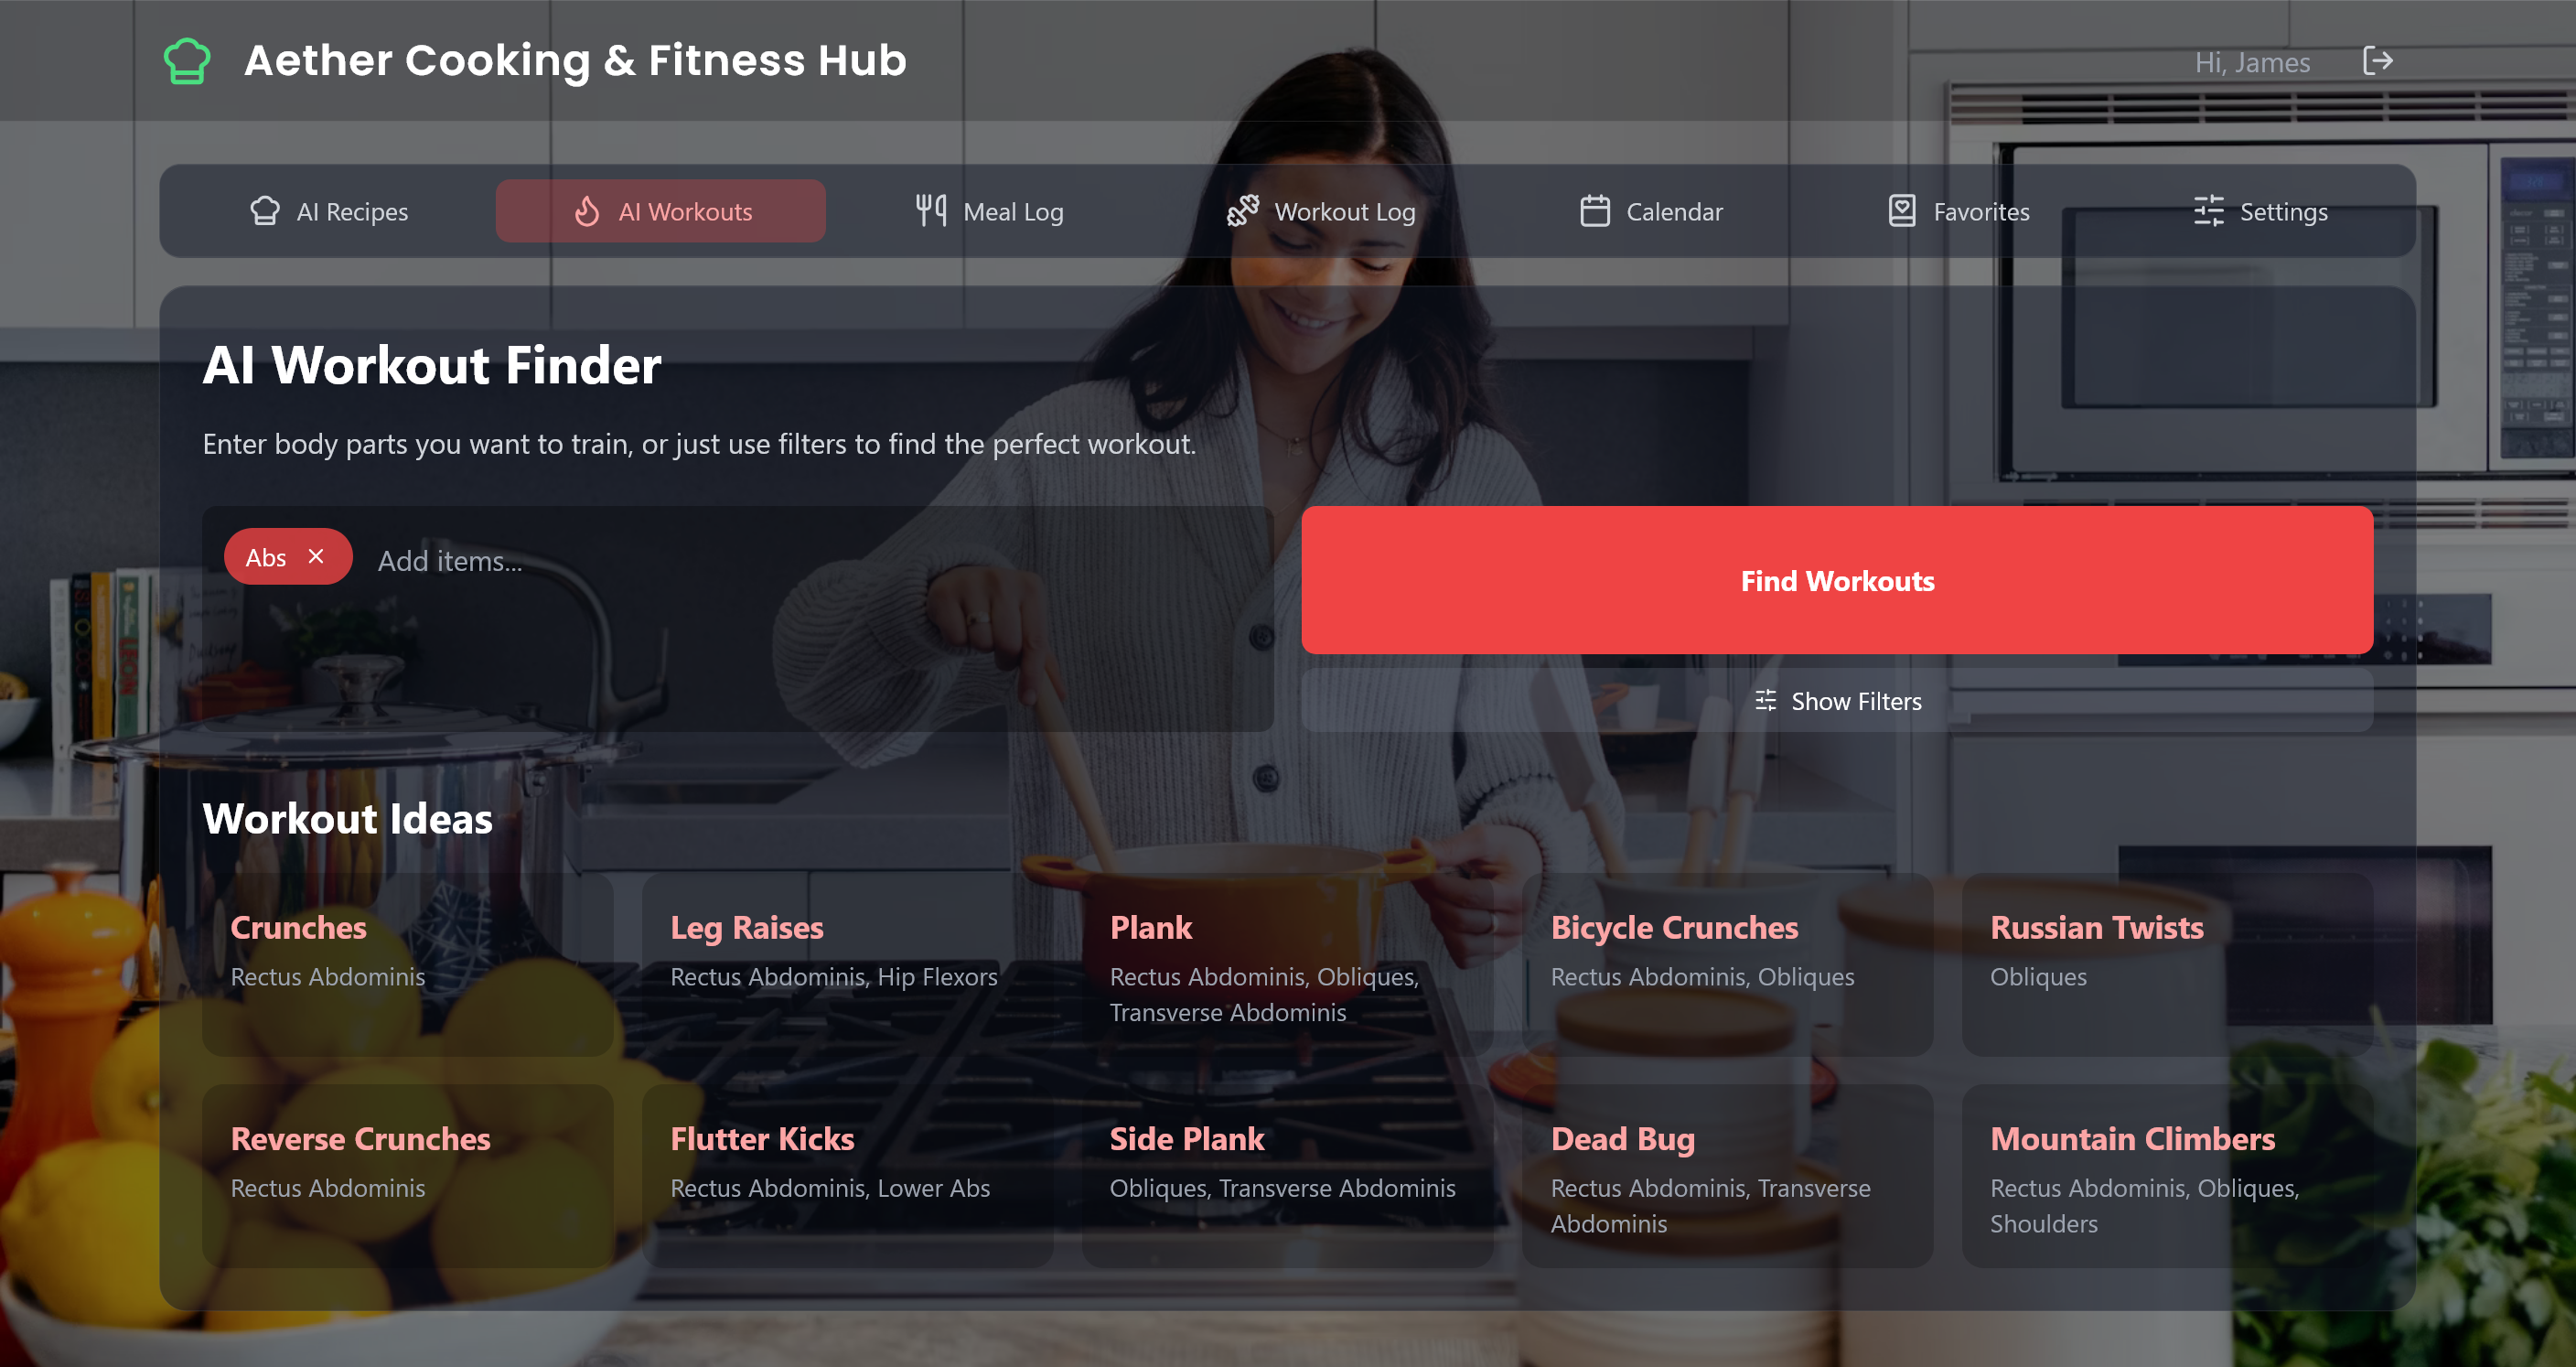 Aether Cooking & Fitness Hub
Hi, James
AI Recipes
AI Workouts
Meal Log
Workout Log
Calendar
Favorites
Settings
AI Workout Finder
Enter body parts you want to train, or just use filters to find the perfect workout.
Abs
Add items...
Find Workouts
Show Filters
Workout Ideas
Crunches
Rectus Abdominis
Leg Raises
Rectus Abdominis, Hip Flexors
Plank
Rectus Abdominis, Obliques,
Transverse Abdominis
Bicycle Crunches
Rectus Abdominis, Obliques
Russian Twists
Obliques
Reverse Crunches
Rectus Abdominis
Flutter Kicks
Rectus Abdominis, Lower Abs
Side Plank
Obliques, Transverse Abdominis
Dead Bug
Rectus Abdominis, Transverse
Abdominis
Mountain Climbers
Rectus Abdominis, Obliques,
Shoulders